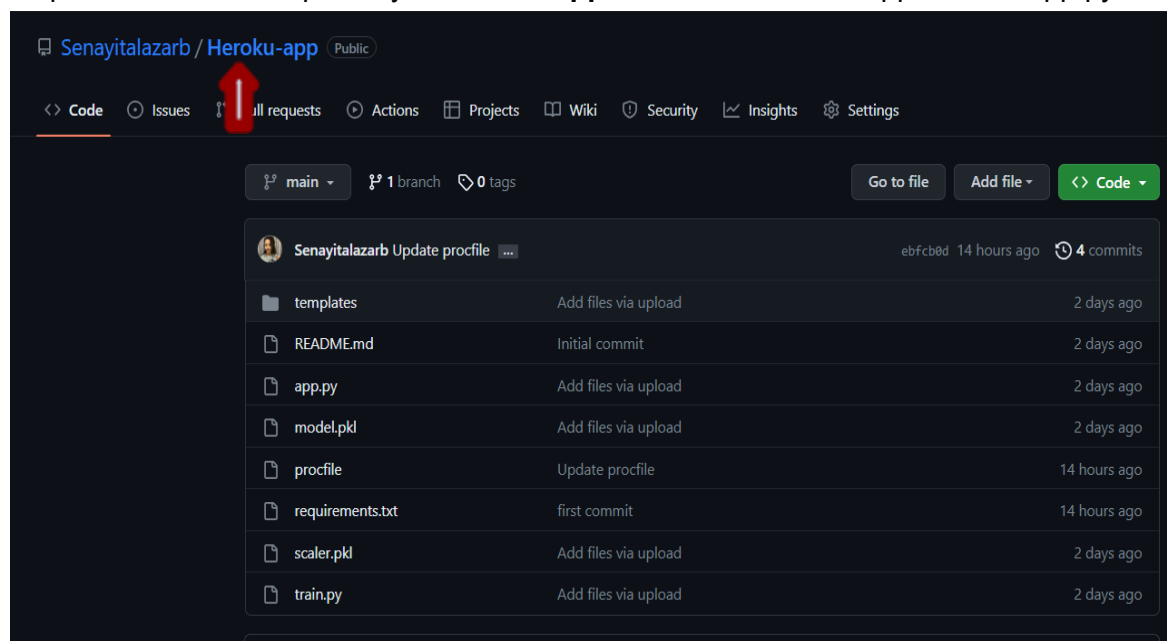 Senayitalazarb / Heroku-app Public
Code Issues ull requests Actions Projects Wiki Security Insights Settings
main 1 branch 0 tags Go to file Add file Code
Senayitalazarb Update procfile ... ebfcb0d 14 hours ago 4 commits
templates Add files via upload 2 days ago
README.md Initial commit 2 days ago
app.py Add files via upload 2 days ago
model.pkl Add files via upload 2 days ago
procfile Update procfile 14 hours ago
requirements.txt first commit 14 hours ago
scaler.pkl Add files via upload 2 days ago
train.py Add files via upload 2 days ago